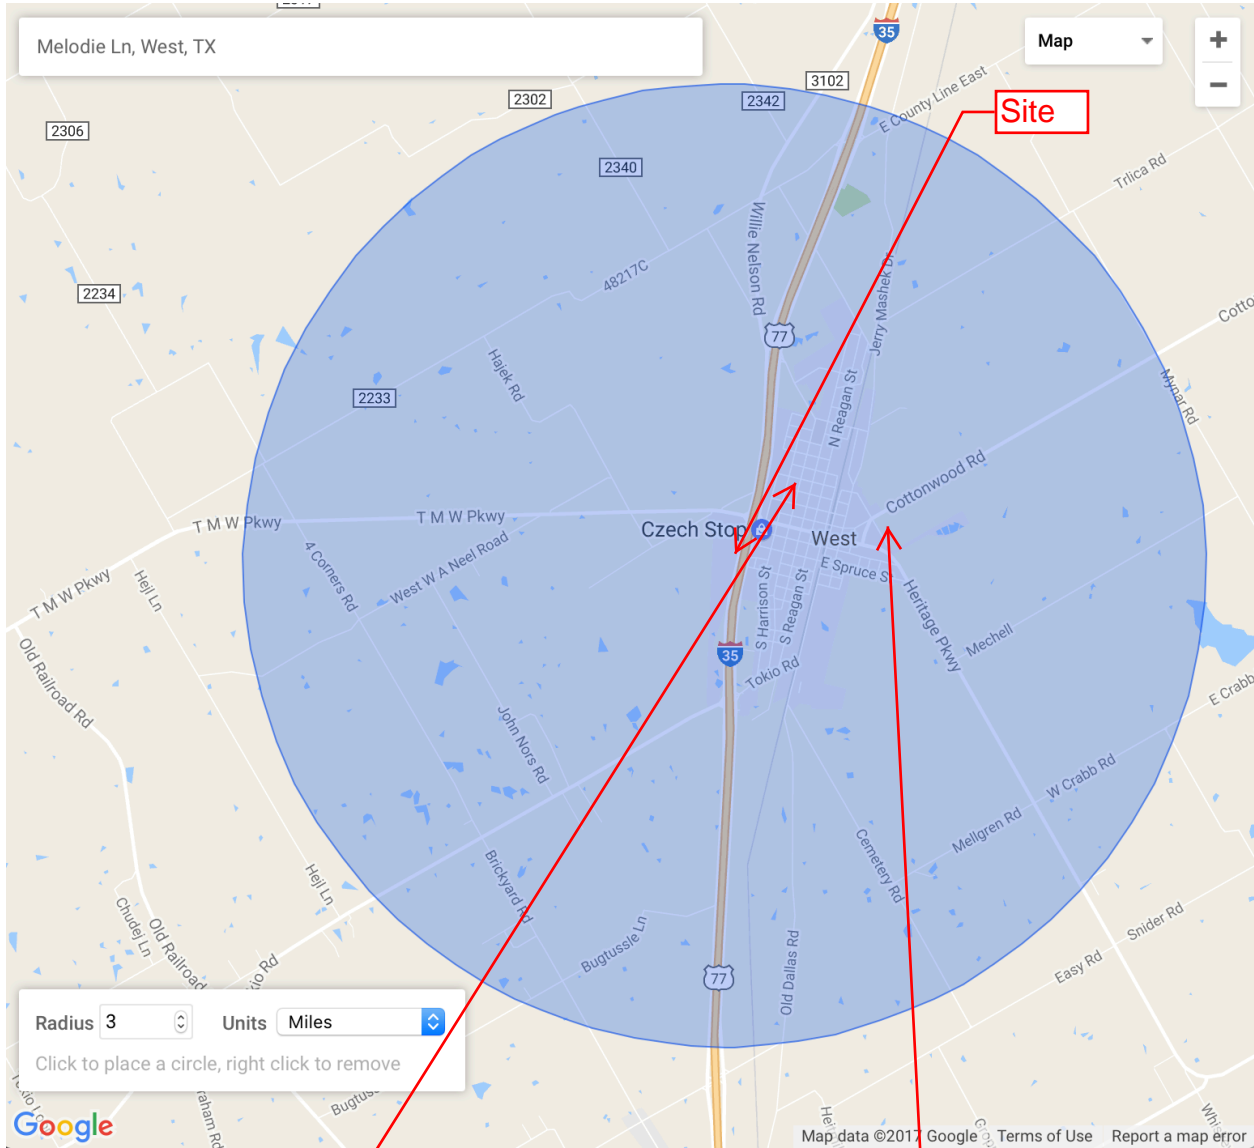 Melodie Ln, West, TX
35
Map
+
−
3102
2302
2342
E County Line East
Site
2306
2340
Trlica Rd
Willie Nelson Rd
48217C
Jerry Mashek Dr
2234
77
Hajek Rd
2233
N Reagan St
Mynar Rd
Cottonwood Rd
T M W Pkwy
T M W Pkwy
Czech Stop
West
4 Corners Rd
West W A Neel Road
E Spruce S
T M W Pkwy
Hejl Ln
S Harrison St
S Reagan St
Heritage Pkwy
Mechell
Old Railroad Rd
35
Tokio Rd
E Crabb
John Nors Rd
W Crabb Rd
Mellgren Rd
Hejl Ln
Brickyard Rd
Cemetery Rd
Chudej Ln
Old Railroad
Bugtussle Ln
Snider Rd
Old Dallas Rd
Easy Rd
77
Radius 3 Units Miles
Click to place a circle, right click to remove
Google
Map data ©2017 Google Terms of Use Report a map error